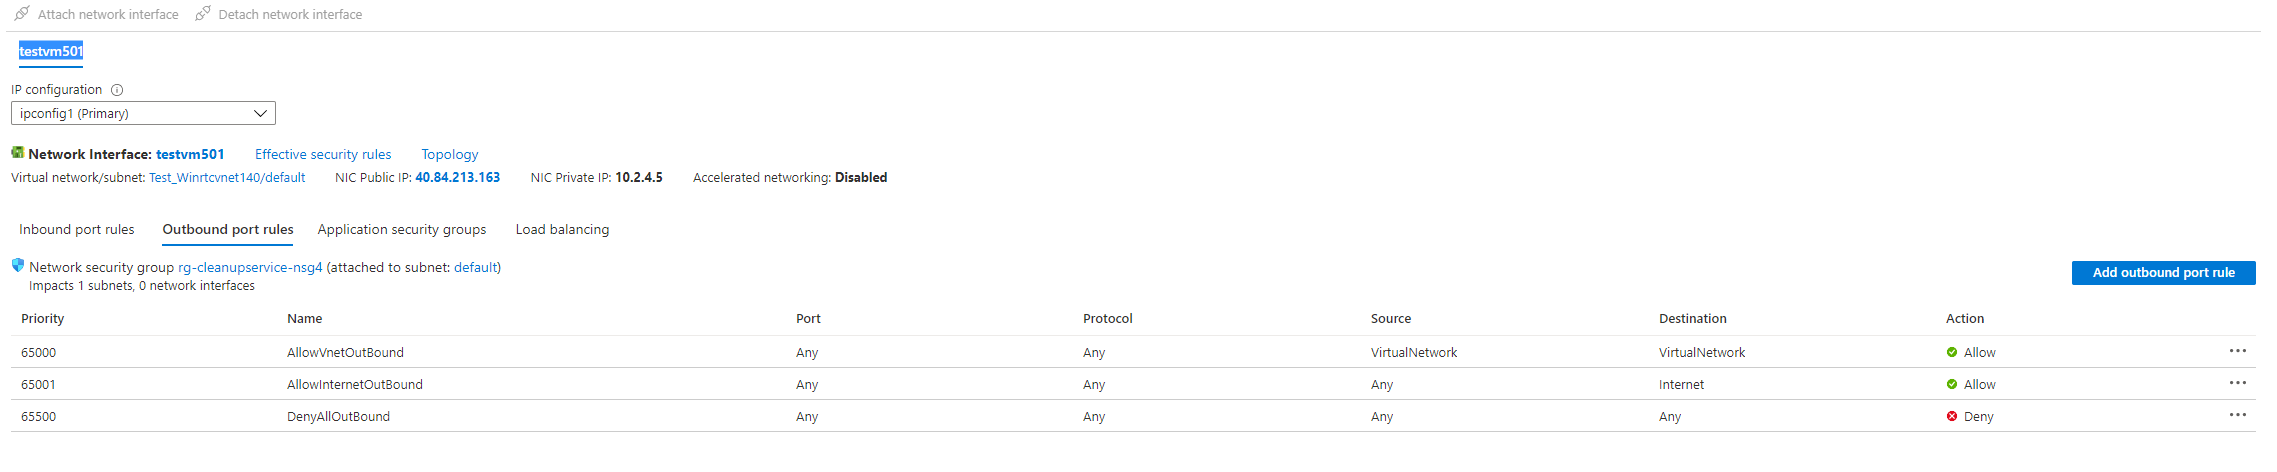 Attach network interface Detach network interface
testvm501
IP configuration
ipconfig1 (Primary)
Network Interface: testvm501 Effective security rules Topology
Virtual network/subnet: Test_Winrtcvnet140/default NIC Public IP: 40.84.213.163 NIC Private IP: 10.2.4.5 Accelerated networking: Disabled
Inbound port rules Outbound port rules Application security groups Load balancing
Network security group rg-cleanupservice-nsg4 (attached to subnet: default)
Impacts 1 subnets, 0 network interfaces
Add outbound port rule
Priority Name Port Protocol Source Destination Action
65000 AllowVnetOutBound Any Any VirtualNetwork VirtualNetwork Allow
65001 AllowInternetOutBound Any Any Any Internet Allow
65500 DenyAllOutBound Any Any Any Any Deny